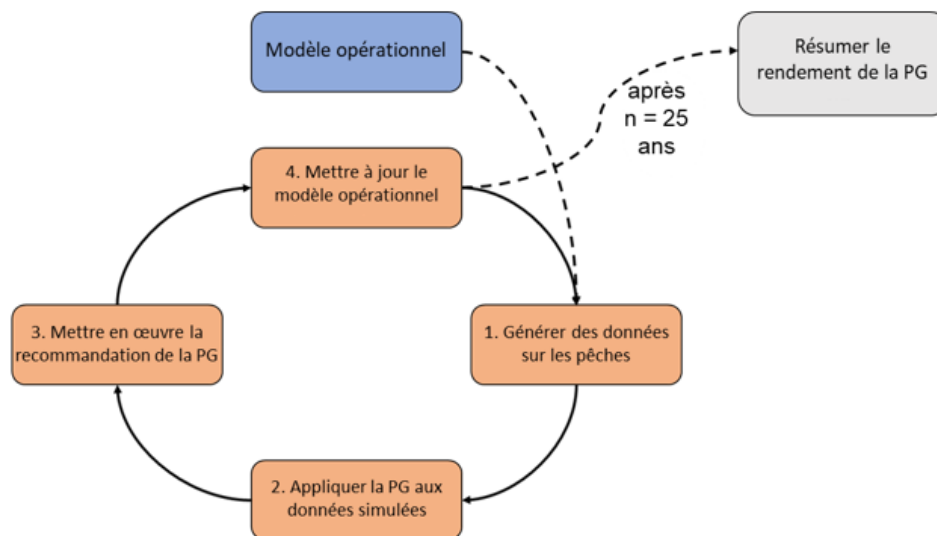 Modèle opérationnel
Résumer le
rendement de la PG
après
n = 25
ans
4. Mettre à jour le
modèle opérationnel
3. Mettre en œuvre la
recommandation de la PG
1. Générer des données
sur les pêches
2. Appliquer la PG aux
données simulées